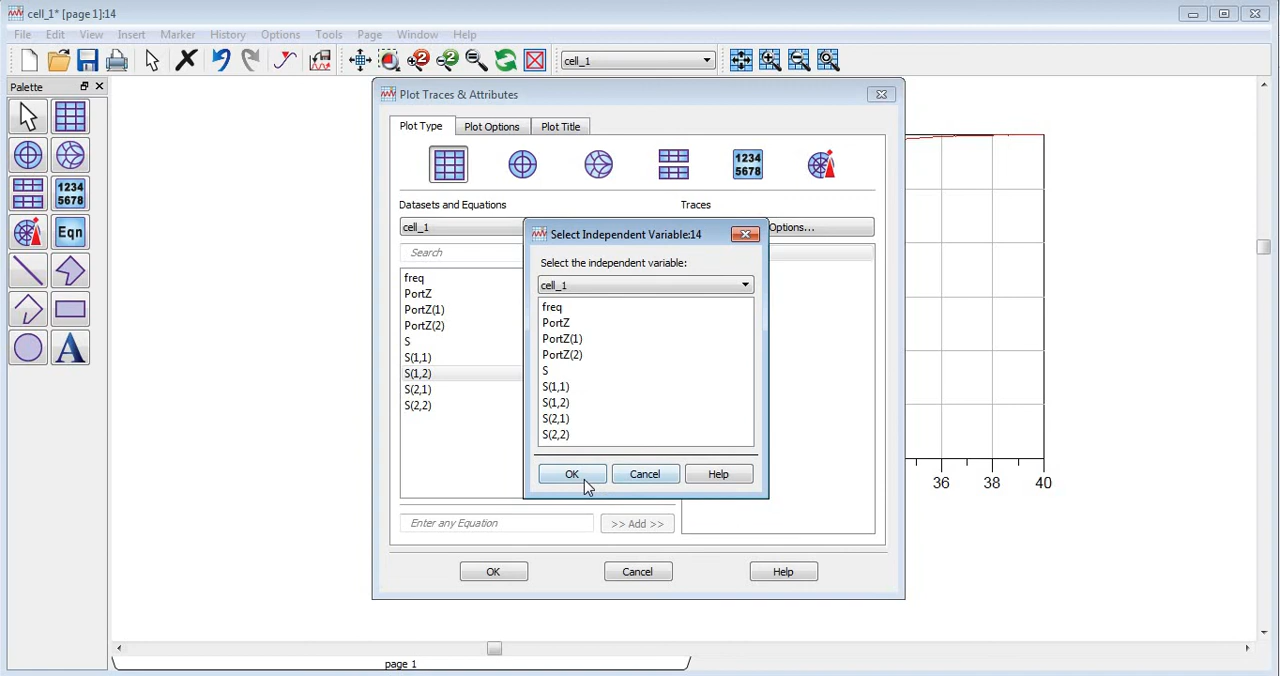 cell_1* [page 1]:14
File Edit View Insert Marker History Options Tools Page Window Help
cell_1
Palette
1234
5678
Eqn
A
Plot Traces & Attributes
Plot Type Plot Options Plot Title
1234
5678
Datasets and Equations
Traces
cell_1
Options...
Search
freq
PortZ
PortZ(1)
PortZ(2)
S
S(1,1)
S(1,2)
S(2,1)
S(2,2)
Enter any Equation
>> Add >>
OK Cancel Help
Select Independent Variable:14
Select the independent variable:
cell_1
freq
PortZ
PortZ(1)
PortZ(2)
S
S(1,1)
S(1,2)
S(2,1)
S(2,2)
OK Cancel Help
36 38 40
page 1